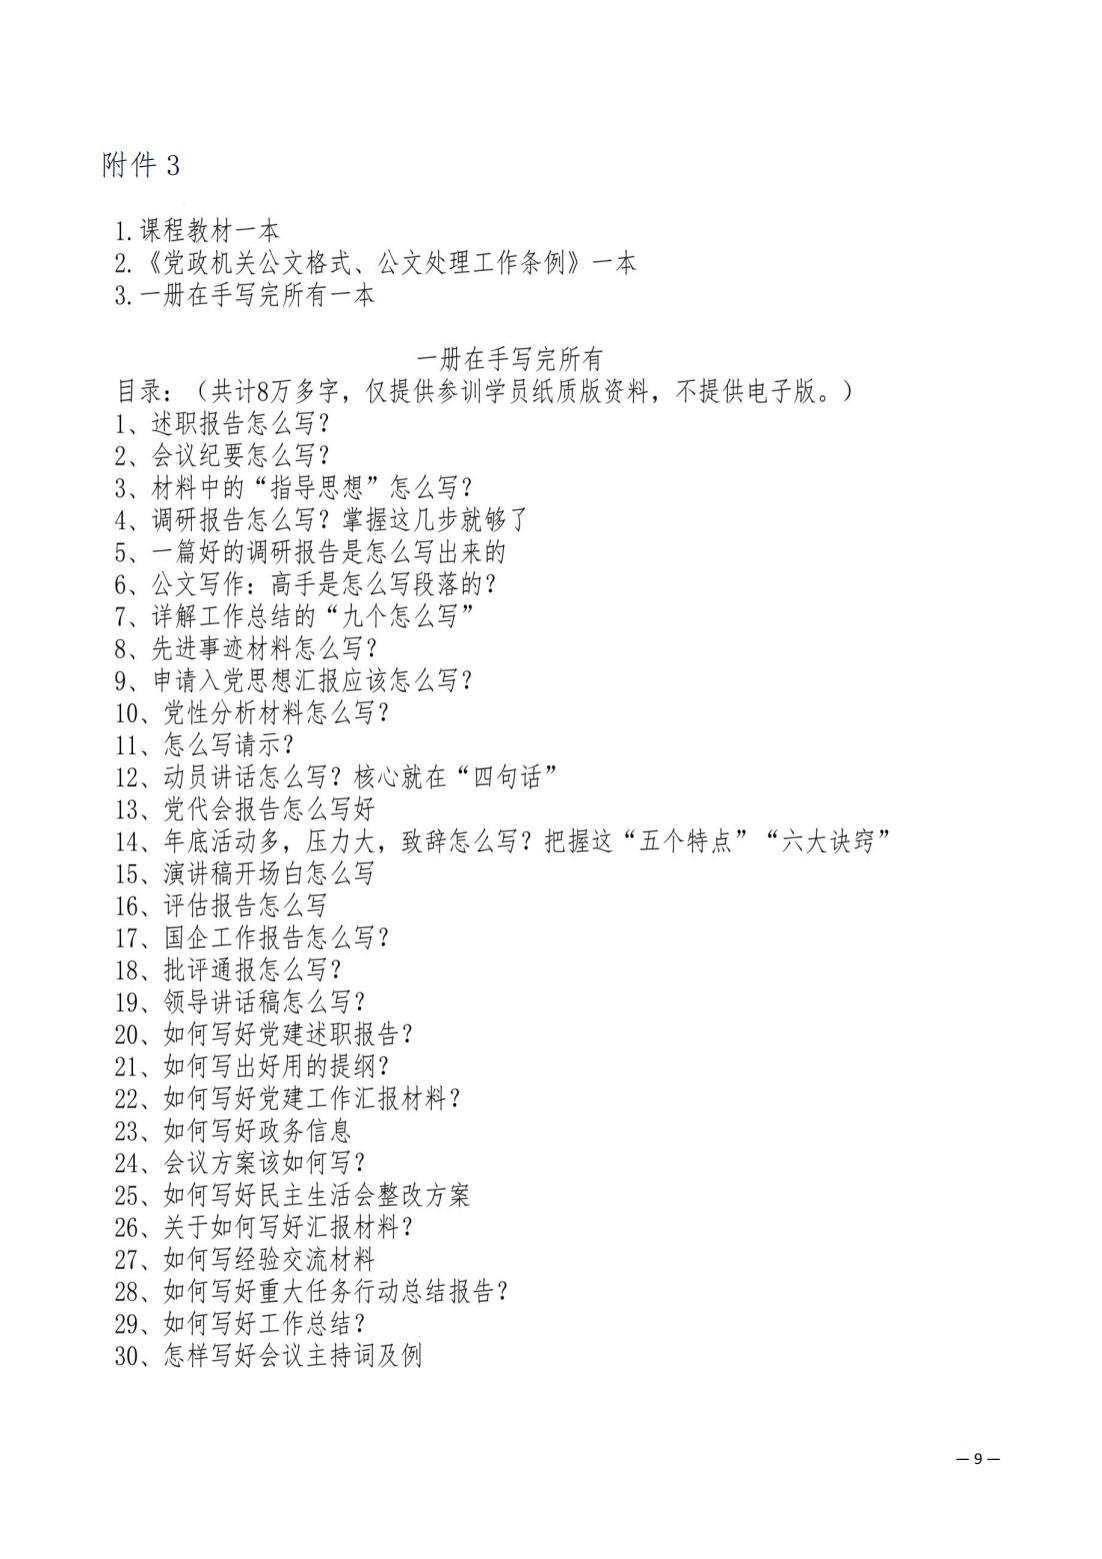 附件 3
1.课程教材一本
2.《党政机关公文格式、公文处理工作条例》一本
3.一册在手写完所有一本
一册在手写完所有
目录：（共计8万多字，仅提供参训学员纸质版资料，不提供电子版。）
1、述职报告怎么写？
2、会议纪要怎么写？
3、材料中的“指导思想”怎么写？
4、调研报告怎么写？掌握这几步就够了
5、一篇好的调研报告是怎么写出来的
6、公文写作：高手是怎么写段落的？
7、详解工作总结的“九个怎么写”
8、先进事迹材料怎么写？
9、申请入党思想汇报应该怎么写？
10、党性分析材料怎么写？
11、怎么写请示？
12、动员讲话怎么写？核心就在“四句话”
13、党代会报告怎么写好
14、年底活动多，压力大，致辞怎么写？把握这“五个特点”“六大诀窍”
15、演讲稿开场白怎么写
16、评估报告怎么写
17、国企工作报告怎么写？
18、批评通报怎么写？
19、领导讲话稿怎么写？
20、如何写好党建述职报告？
21、如何写出好用的提纲？
22、如何写好党建工作汇报材料？
23、如何写好政务信息
24、会议方案该如何写？
25、如何写好民主生活会整改方案
26、关于如何写好汇报材料？
27、如何写经验交流材料
28、如何写好重大任务行动总结报告？
29、如何写好工作总结？
30、怎样写好会议主持词及例
— 9 —